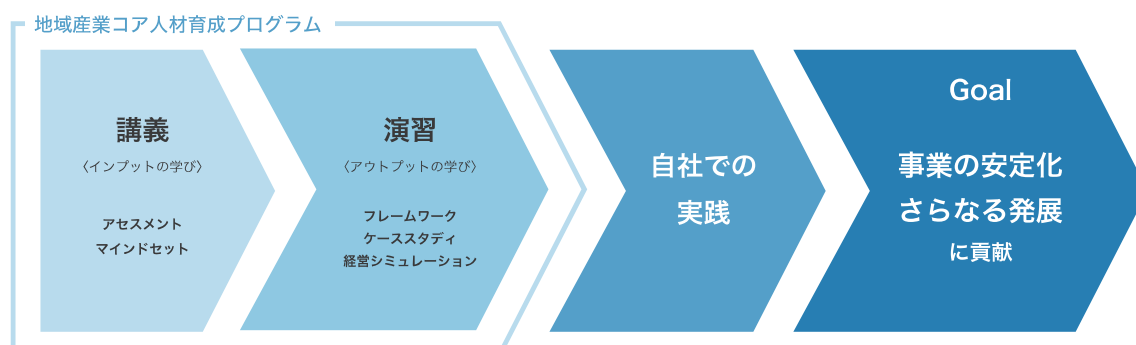 地域産業コア人材育成プログラム
講義
〈インプットの学び〉
アセスメント
マインドセット
演習
〈アウトプットの学び〉
フレームワーク
ケーススタディ
経営シミュレーション
自社での
実践
Goal
事業の安定化
さらなる発展
に貢献